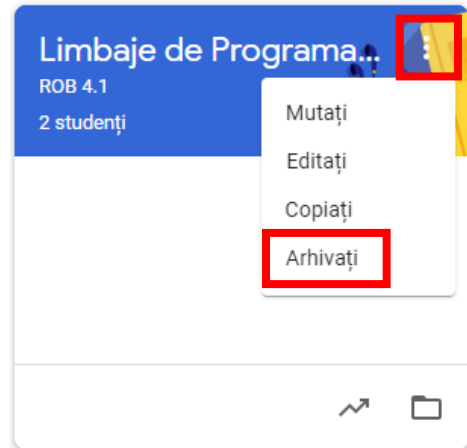 Limbaje de Programa...
ROB 4.1
2 studenți
Mutați
Editați
Copiați
Arhivați